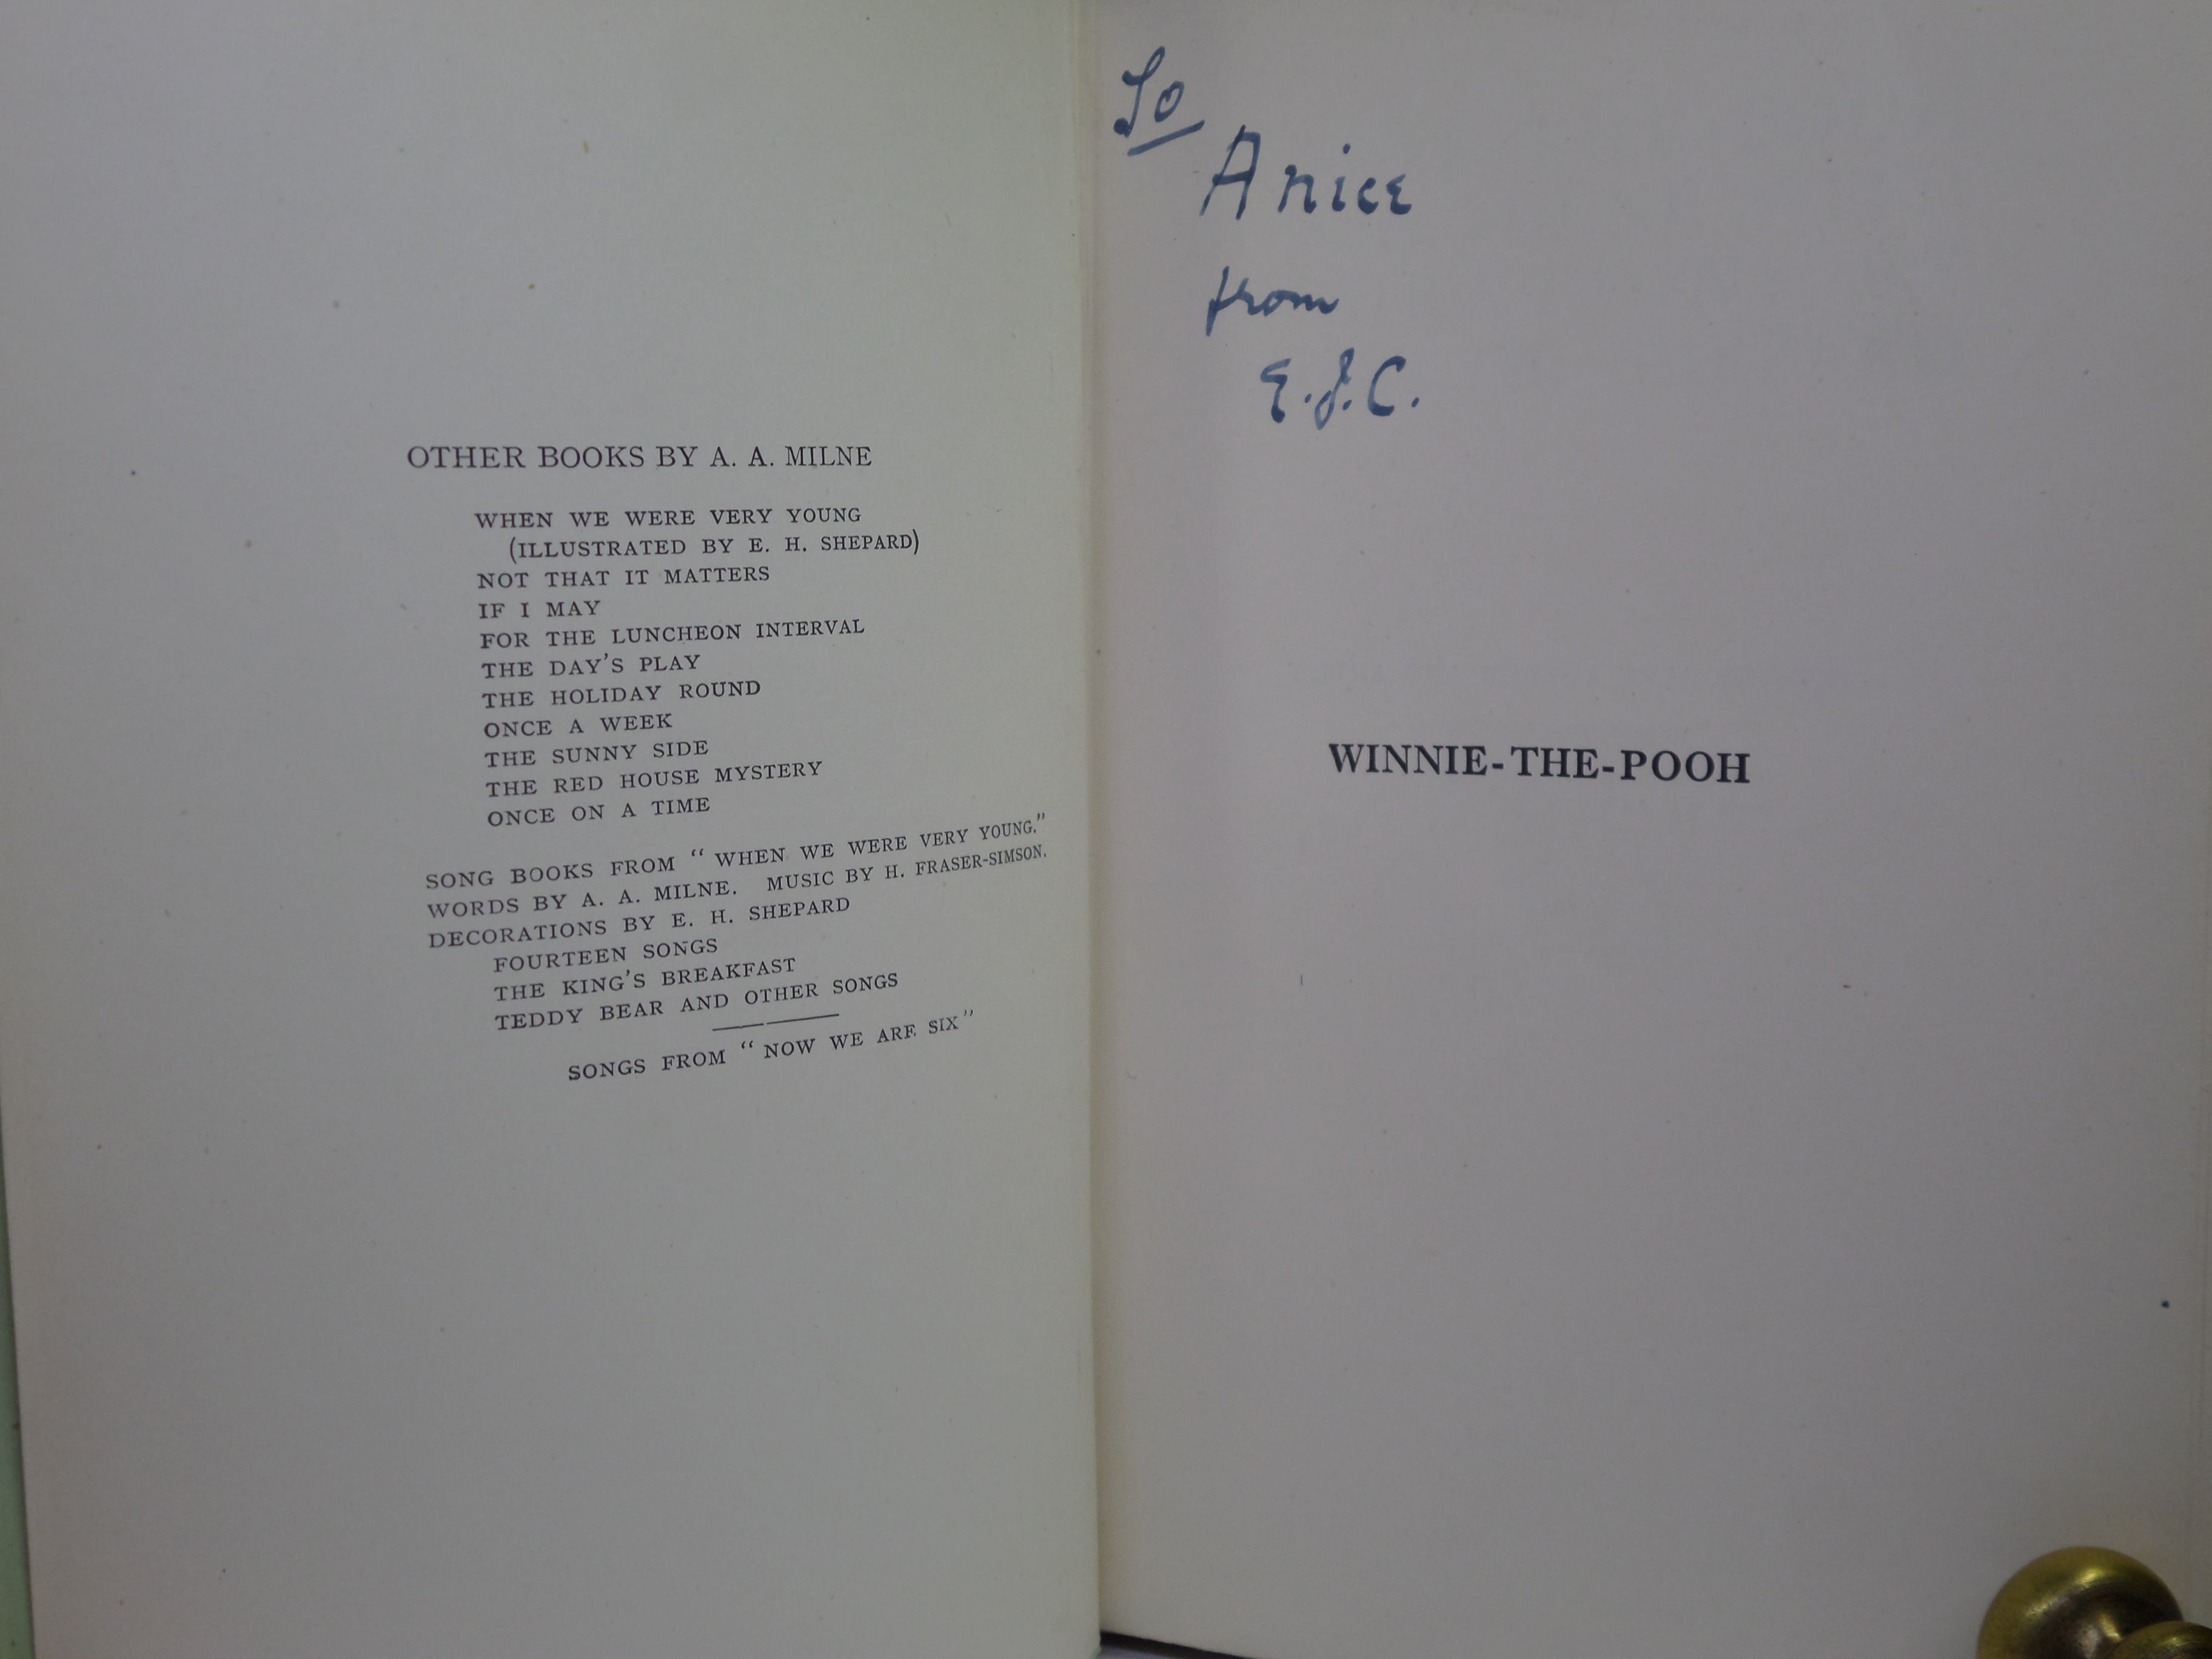 OTHER BOOKS BY A. A. MILNE
WHEN WE WERE VERY YOUNG
(ILLUSTRATED BY E. H. SHEPARD)
NOT THAT IT MATTERS
IF I MAY
FOR THE LUNCHEON INTERVAL
THE DAY'S PLAY
THE HOLIDAY ROUND
ONCE A WEEK
THE SUNNY SIDE
THE RED HOUSE MYSTERY
ONCE ON A TIME
SONG BOOKS FROM “ WHEN WE WERE VERY YOUNG.”
WORDS BY A. A. MILNE. MUSIC BY H. FRASER-SIMSON.
DECORATIONS BY E. H. SHEPARD
FOURTEEN SONGS
THE KING'S BREAKFAST
TEDDY BEAR AND OTHER SONGS
SONGS FROM “ NOW WE ARE SIX”
To
Anice
from
E.J.C.
WINNIE-THE-POOH